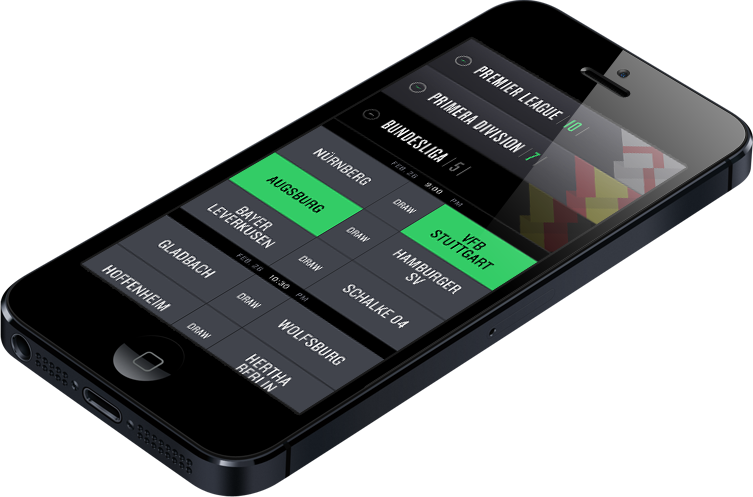 PREMIER LEAGUE 10
PRIMERA DIVISION 7
BUNDESLIGA 5
FEB 26 9:00 PM
NÜRNBERG DRAW VFB STUTTGART
AUGSBURG DRAW HAMBURGER SV
BAYER LEVERKUSEN DRAW SCHALKE 04
FEB 26 10:30 PM
GLADBACH DRAW WOLFSBURG
HOFFENHEIM DRAW HERTHA BERLIN